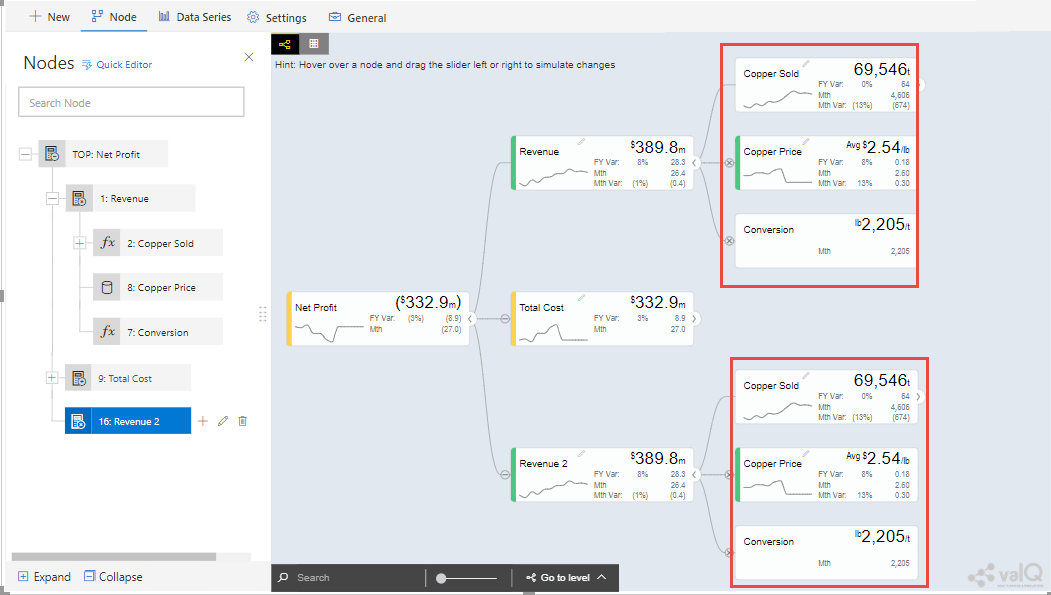 New Node Data Series Settings General
Nodes Quick Editor
Search Node
TOP: Net Profit
1: Revenue
2: Copper Sold
8: Copper Price
7: Conversion
9: Total Cost
16: Revenue 2
Expand Collapse
Hint: Hover over a node and drag the slider left or right to simulate changes
Net Profit ($332.9m)
FY Var: (3%) (8.9)
Mth (27.0)
Revenue $389.8m
FY Var: 8% 28.3
Mth 26.4
Mth Var: (1%) (0.4)
Total Cost $332.9m
FY Var: 3% 8.9
Mth 27.0
Revenue 2 $389.8m
FY Var: 8% 28.3
Mth 26.4
Mth Var: (1%) (0.4)
Copper Sold 69,546t
FY Var: 0% 64
Mth 4,606
Mth Var: (13%) (674)
Copper Price Avg $2.54/lb
FY Var: 8% 0.18
Mth 2.60
Mth Var: 13% 0.30
Conversion lb2,205/t
Mth 2,205
Copper Sold 69,546t
FY Var: 0% 64
Mth 4,606
Mth Var: (13%) (674)
Copper Price Avg $2.54/lb
FY Var: 8% 0.18
Mth 2.60
Mth Var: 13% 0.30
Conversion lb2,205/t
Mth 2,205
Search Go to level
valQ